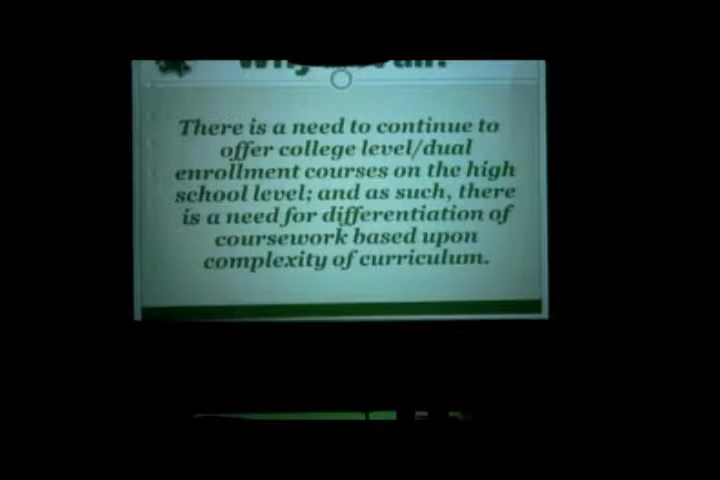 There is a need to continue to
offer college level/dual
enrollment courses on the high
school level; and as such, there
is a need for differentiation of
coursework based upon
complexity of curriculum.